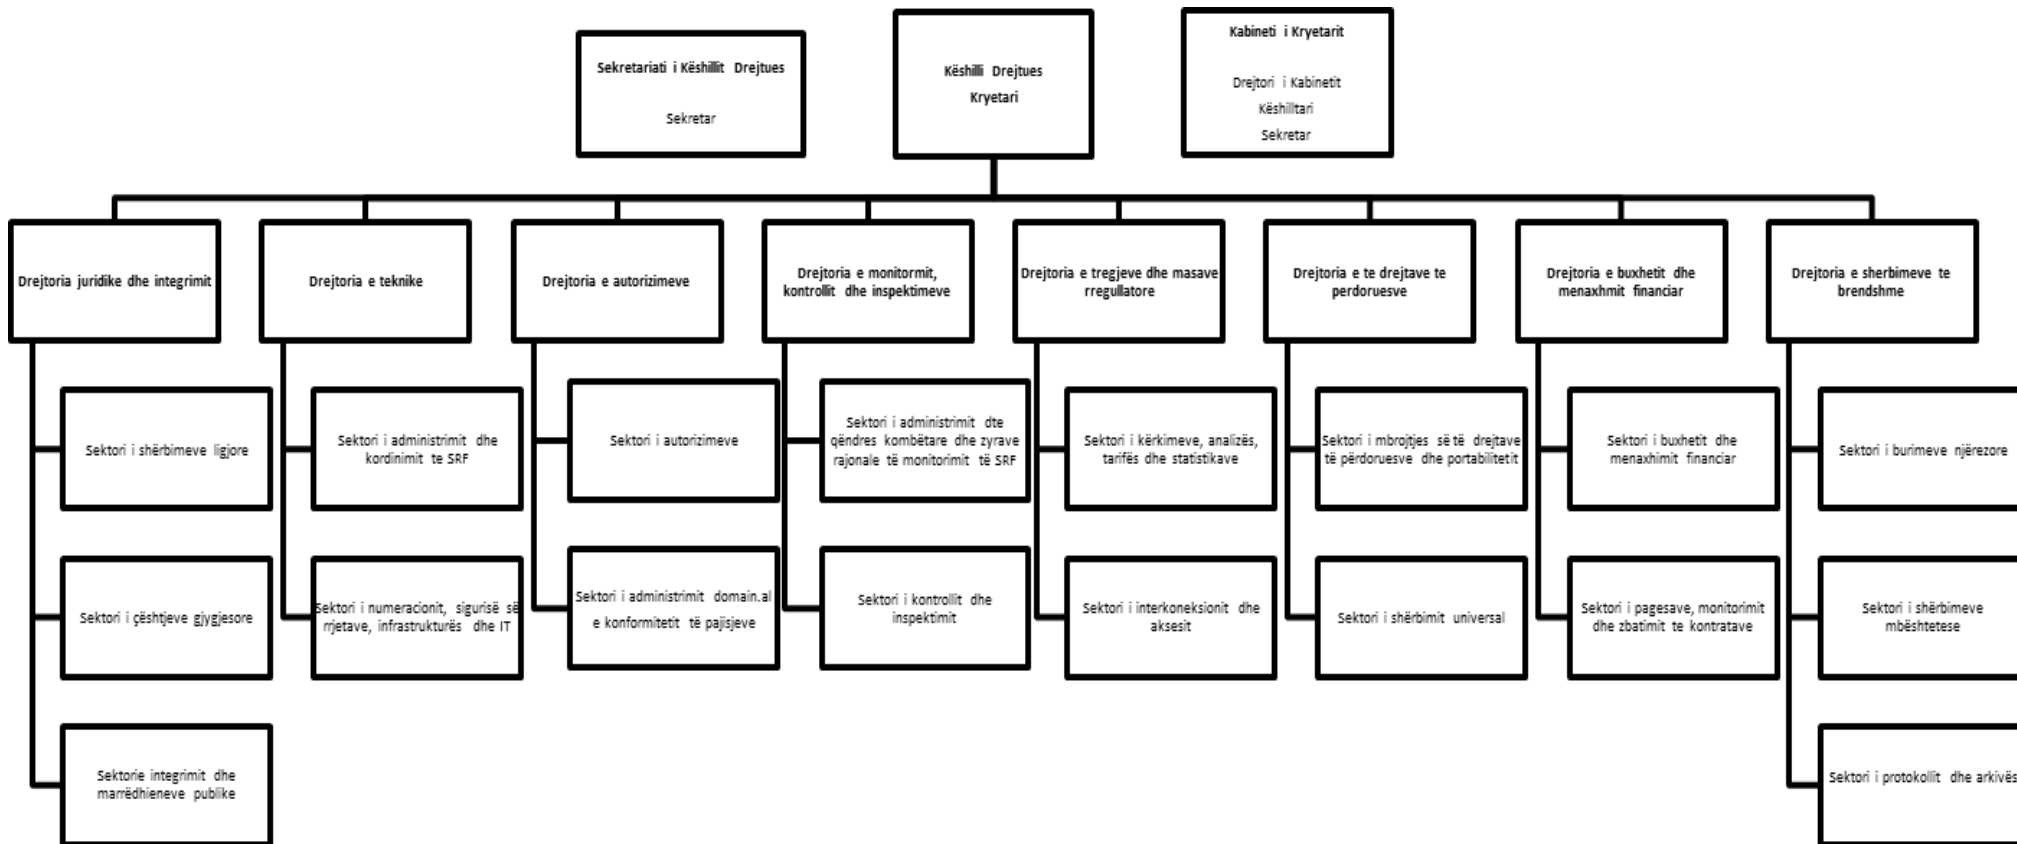 Sekretariati i Këshillit Drejtues
Sekretar
Këshilli Drejtues
Kryetari
Kabineti i Kryetarit
Drejtori i Kabinetit
Këshilltari
Sekretar
Drejtoria juridike dhe integrimit
Drejtoria e teknike
Drejtoria e autorizimeve
Drejtoria e monitormit,
kontrollit dhe inspektimeve
Drejtoria e tregjeve dhe masave
rregullatore
Drejtoria e te drejtave te
perdoruesve
Drejtoria e buxhetit dhe
menaxhmit financiar
Drejtoria e sherbimeve te
brendshme
Sektori i shërbimeve ligjore
Sektori i administrimit dhe
kordinimit te SRF
Sektori i autorizimeve
Sektori i administrimit dte
qëndres kombëtare dhe zyrave
rajonale të monitorimit të SRF
Sektori i kërkimeve, analizës,
tarifës dhe statistikave
Sektori i mbrojtjes së të drejtave
të përdoruesve dhe portabilitetit
Sektori i buxhetit dhe
menaxhimit financiar
Sektori i burimeve njërezore
Sektori i çështjeve gjygjesore
Sektori i numeracionit, sigurisë së
rrjetave, infrastrukturës dhe IT
Sektori i administrimit domain.al
e konformitetit të pajisjeve
Sektori i kontrollit dhe
inspektimit
Sektori i interkoneksionit dhe
aksesit
Sektori i shërbimit universal
Sektori i pagesave, monitorimit
dhe zbatimit te kontratave
Sektori i shërbimeve
mbështetese
Sektorie integrimit dhe
marrëdhieneve publike
Sektori i protokollit dhe arkivës